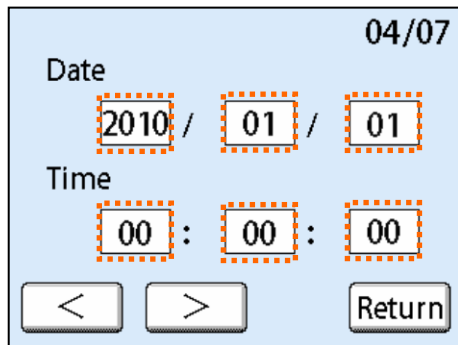 04/07
Date
2010 / 01 / 01
Time
00 : 00 : 00
< > Return